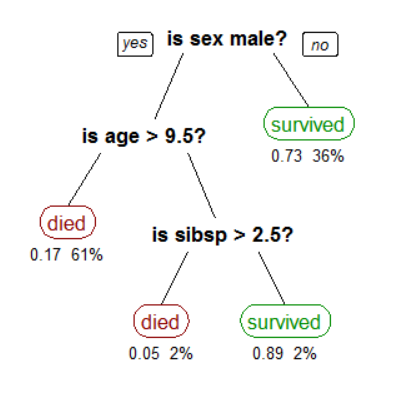 yes is sex male? no
is age > 9.5?
survived
0.73 36%
died
0.17 61%
is sibsp > 2.5?
died
0.05 2%
survived
0.89 2%